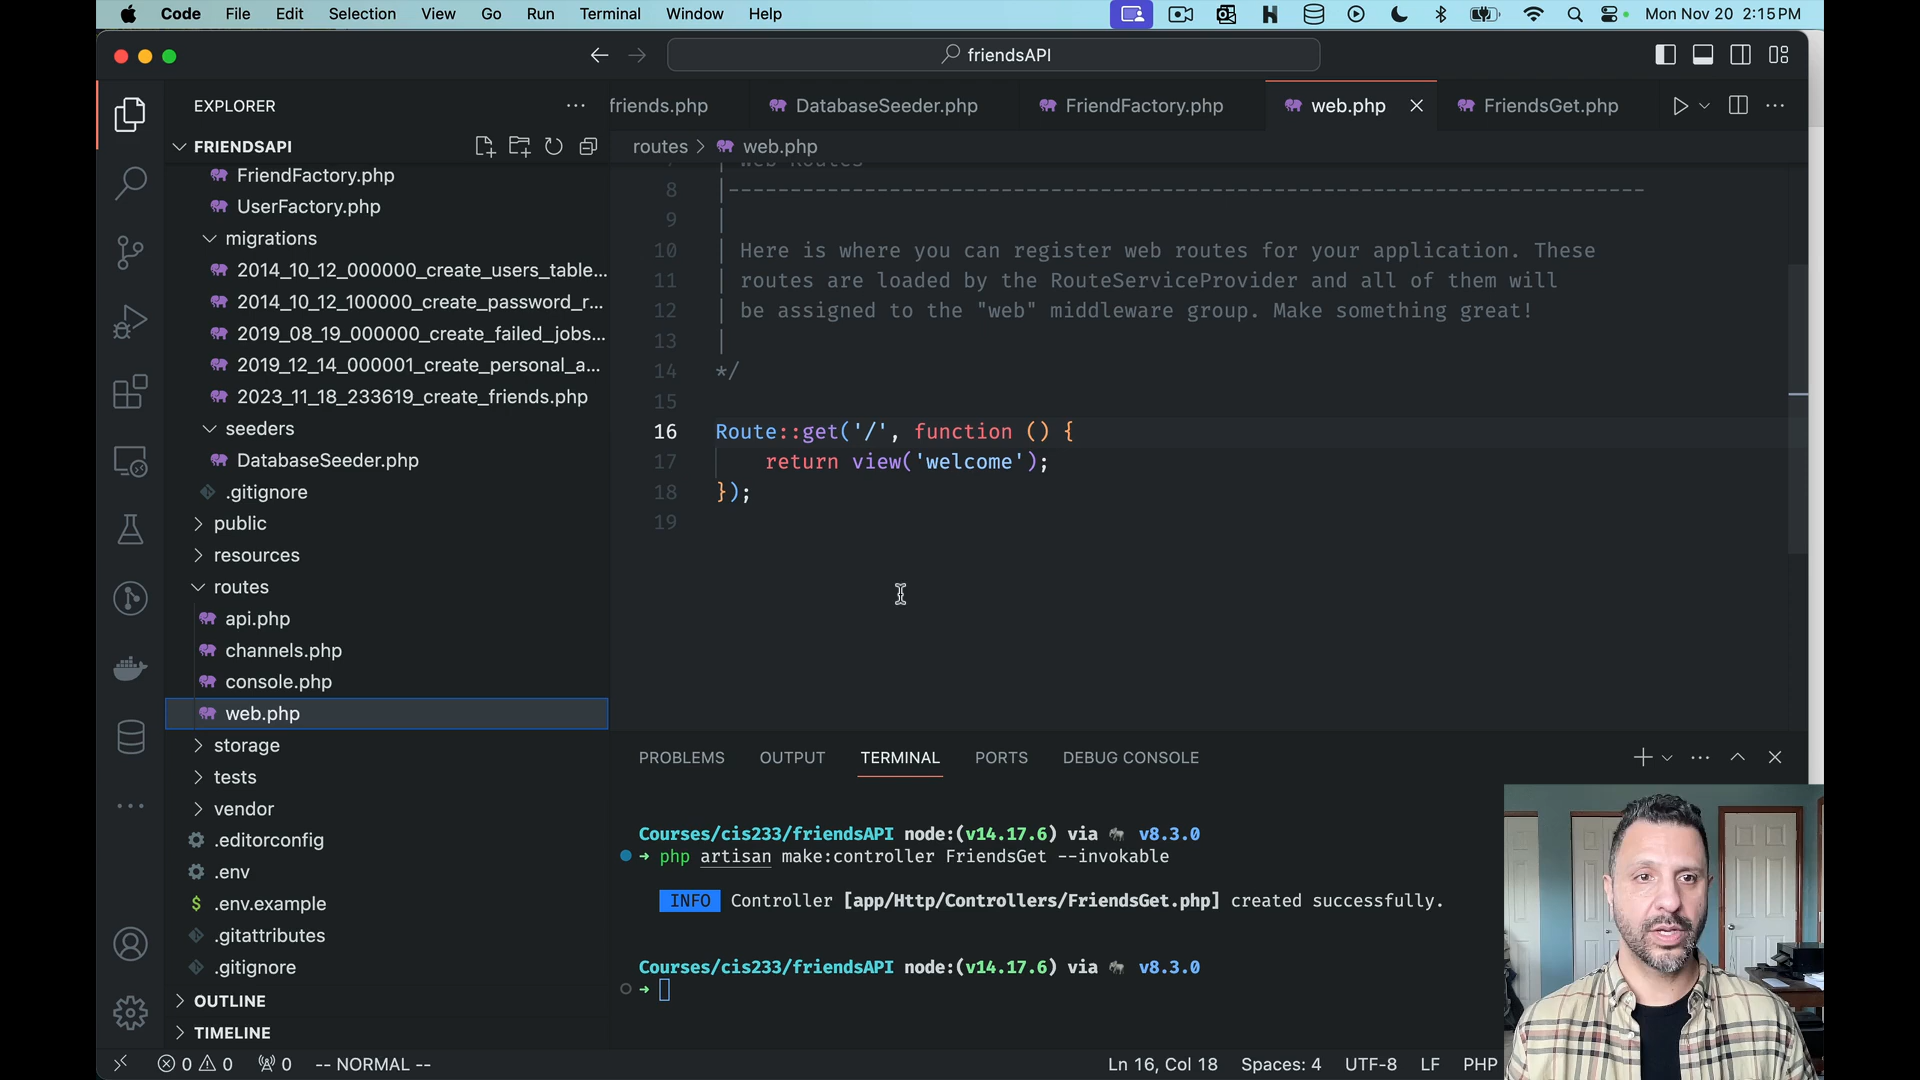 Code File Edit Selection View Go Run Terminal Window Help Mon Nov 20 2:15 PM
friendsAPI
EXPLORER
friends.php DatabaseSeeder.php FriendFactory.php web.php FriendsGet.php
FRIENDSAPI
routes > web.php
FriendFactory.php
UserFactory.php
migrations
2014_10_12_000000_create_users_table...
2014_10_12_100000_create_password_r...
2019_08_19_000000_create_failed_jobs...
2019_12_14_000001_create_personal_a...
2023_11_18_233619_create_friends.php
seeders
DatabaseSeeder.php
.gitignore
public
resources
routes
api.php
channels.php
console.php
web.php
storage
tests
vendor
.editorconfig
.env
.env.example
.gitattributes
.gitignore
OUTLINE
TIMELINE
| Web Routes
8 |--------------------------------------------------------------------------
9 |
10 | Here is where you can register web routes for your application. These
11 | routes are loaded by the RouteServiceProvider and all of them will
12 | be assigned to the "web" middleware group. Make something great!
13 |
14 */
15
16 Route::get('/', function () {
17 return view('welcome');
18 });
19
PROBLEMS OUTPUT TERMINAL PORTS DEBUG CONSOLE
Courses/cis233/friendsAPI node:(v14.17.6) via v8.3.0
➜ php artisan make:controller FriendsGet --invokable
INFO Controller [app/Http/Controllers/FriendsGet.php] created successfully.
Courses/cis233/friendsAPI node:(v14.17.6) via v8.3.0
➜
0 0 0 -- NORMAL -- Ln 16, Col 18 Spaces: 4 UTF-8 LF PHP